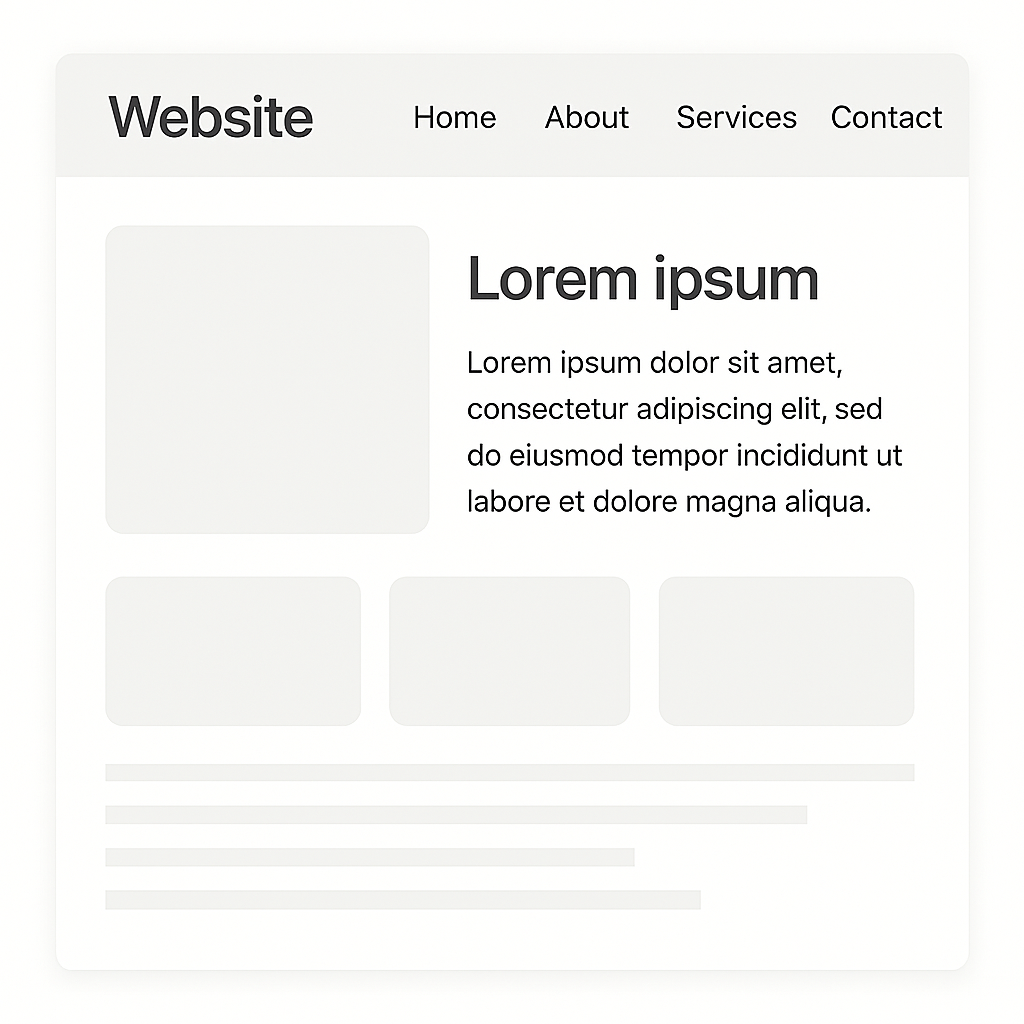 Website
Home About Services Contact
Lorem ipsum
Lorem ipsum dolor sit amet,
consectetur adipiscing elit, sed
do eiusmod tempor incididunt ut
labore et dolore magna aliqua.